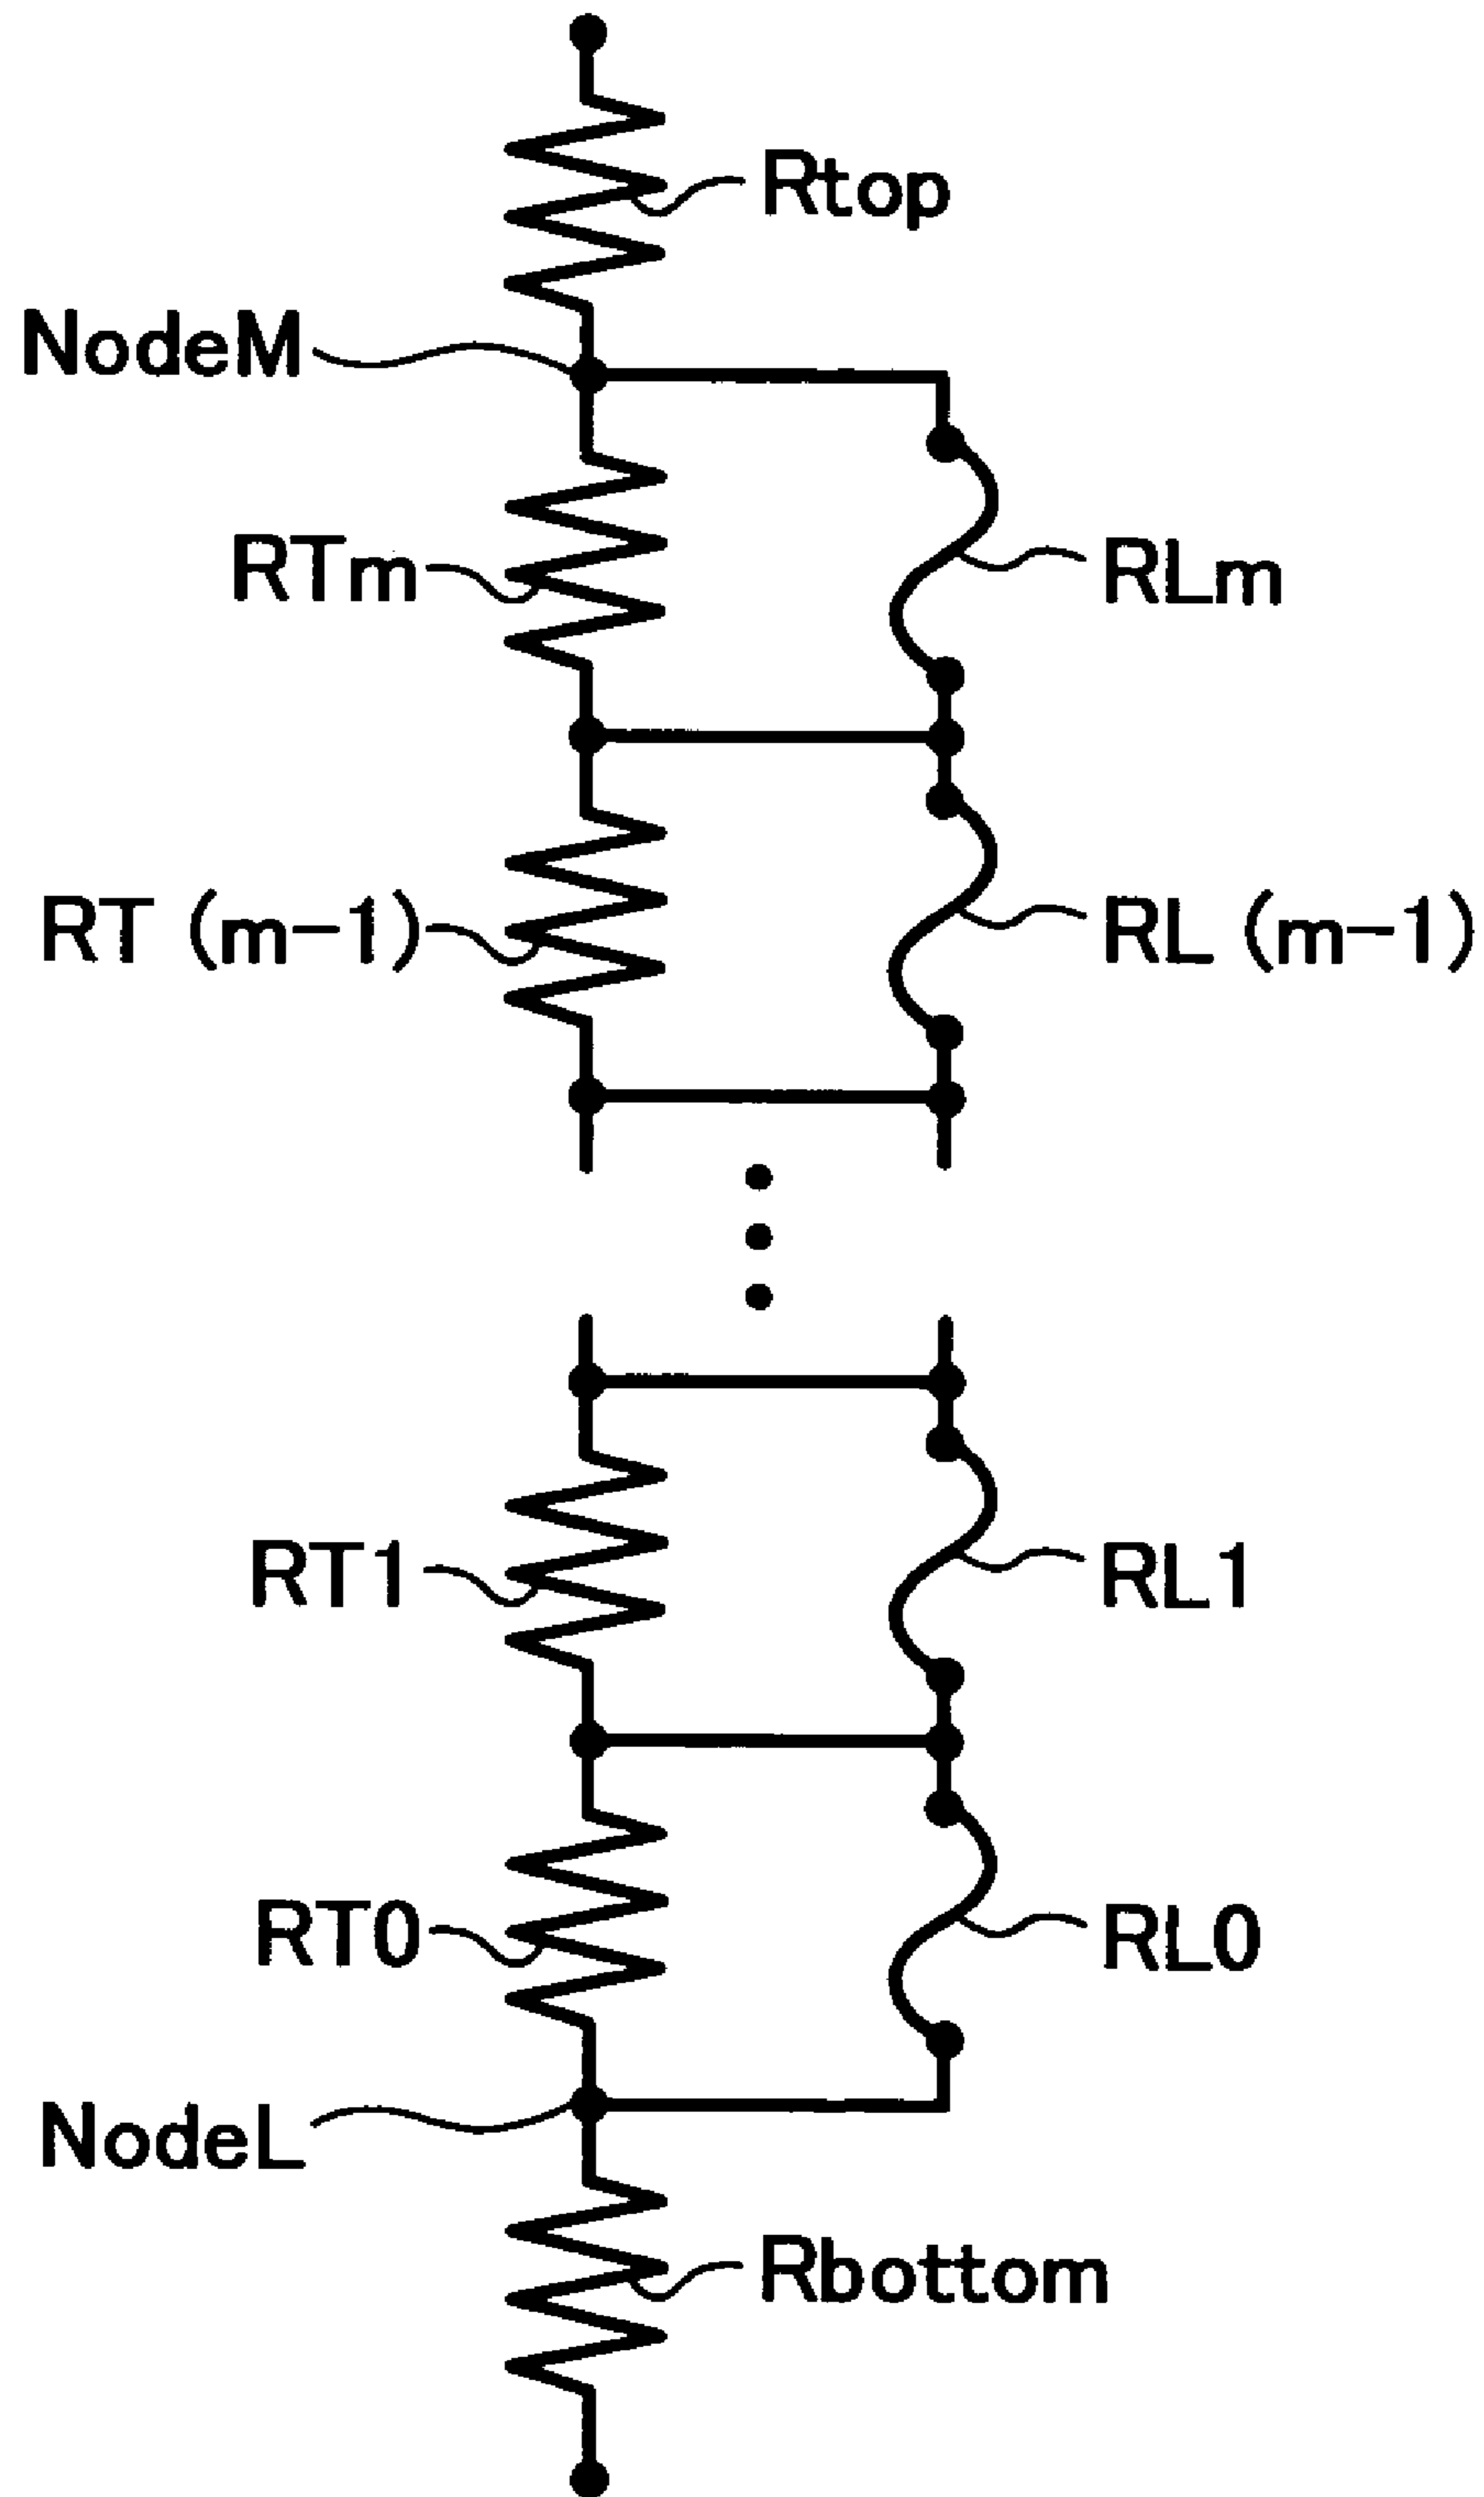 Rtop
NodeM
RTm
RLm
RT (m-1)
RL (m-1)
RT1
RL1
RT0
RL0
NodeL
Rbottom